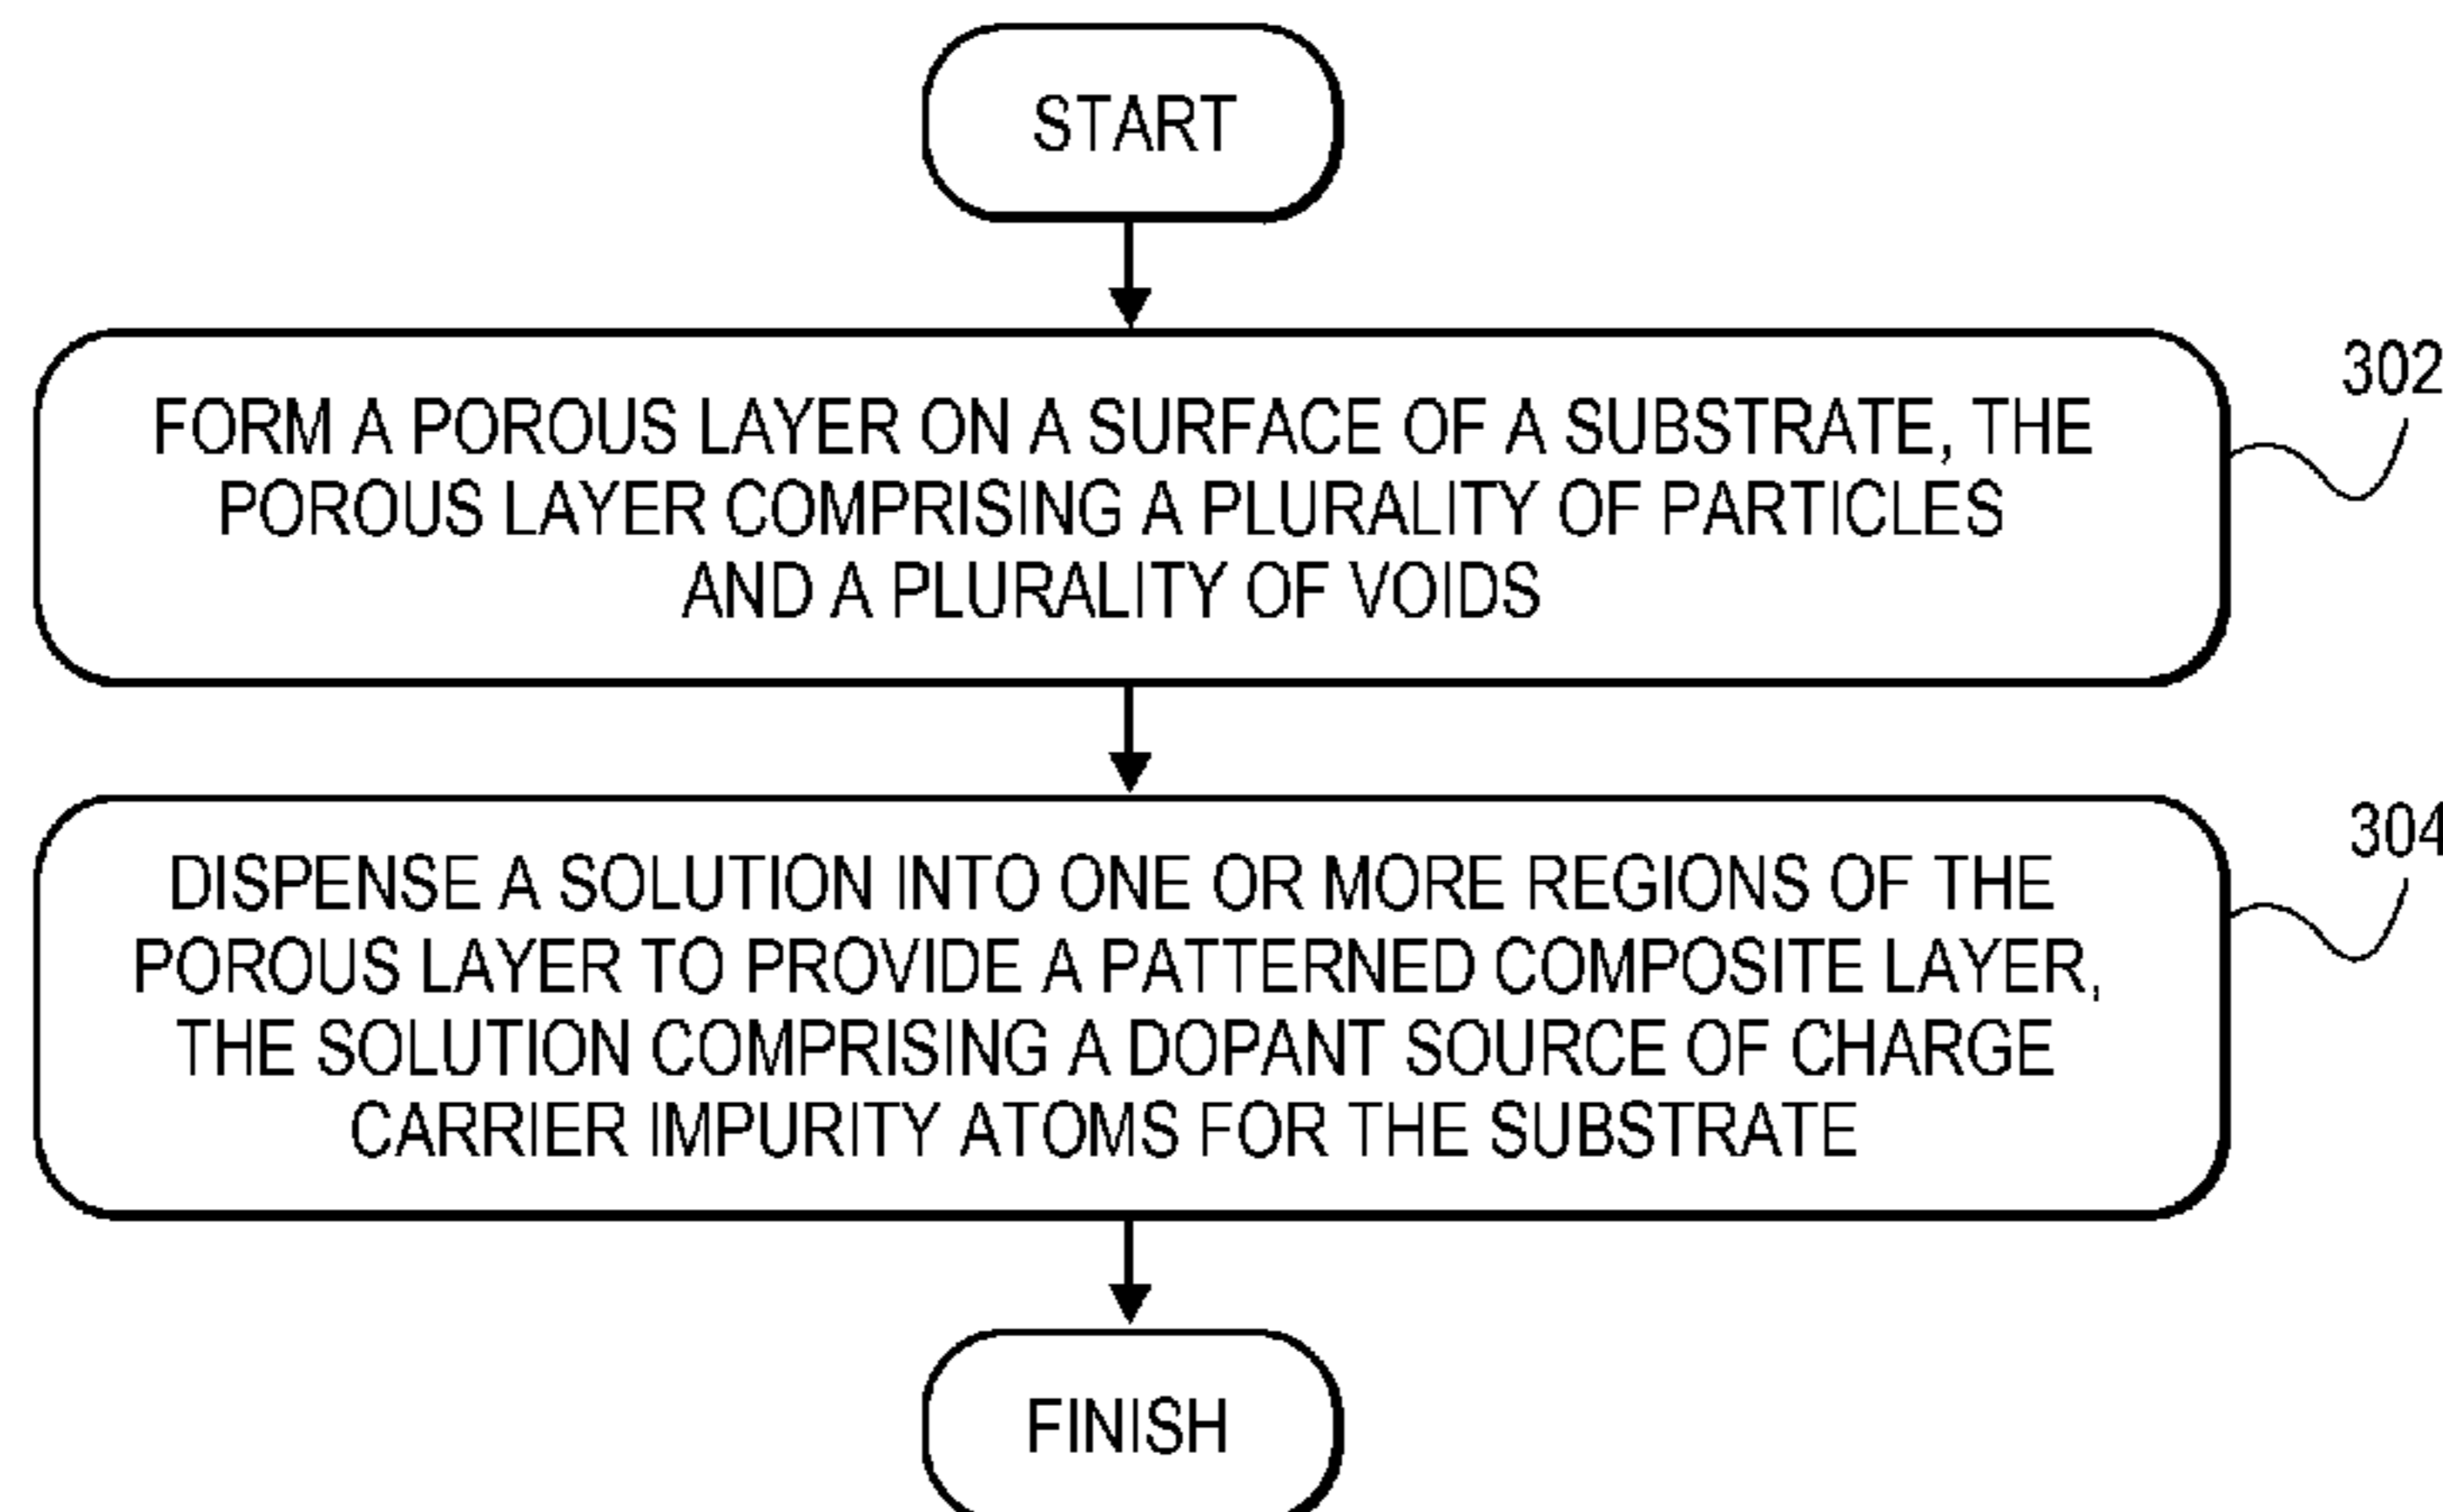 START
302
FORM A POROUS LAYER ON A SURFACE OF A SUBSTRATE, THE
POROUS LAYER COMPRISING A PLURALITY OF PARTICLES
AND A PLURALITY OF VOIDS
304
DISPENSE A SOLUTION INTO ONE OR MORE REGIONS OF THE
POROUS LAYER TO PROVIDE A PATTERNED COMPOSITE LAYER,
THE SOLUTION COMPRISING A DOPANT SOURCE OF CHARGE
CARRIER IMPURITY ATOMS FOR THE SUBSTRATE
FINISH